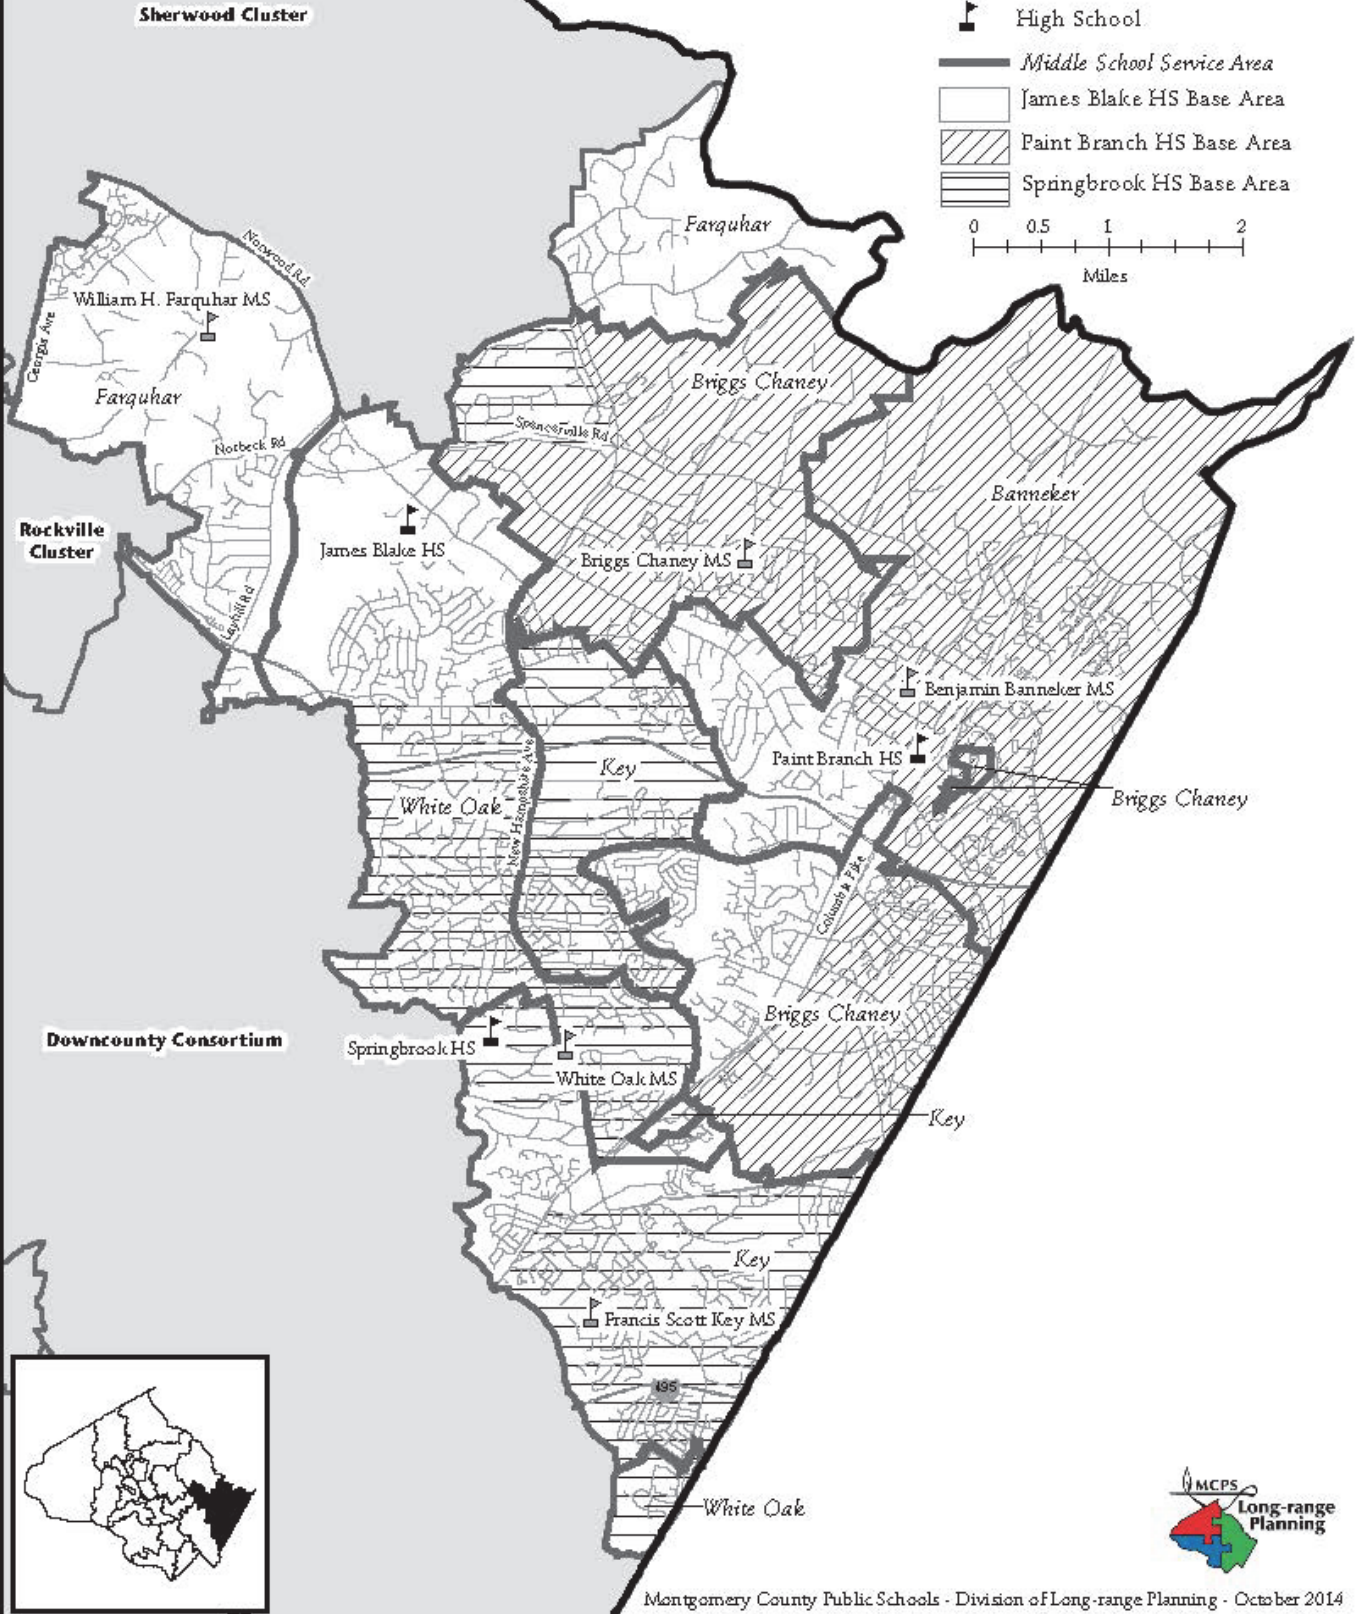 Sherwood Cluster
High School
Middle School Service Area
James Blake HS Base Area
Paint Branch HS Base Area
Springbrook HS Base Area
0 0.5 1 2
Miles
Farquhar
Norwood Rd
William H. Farquhar MS
Georgia Ave
Farquhar
Briggs Chaney
Spencerville Rd
Norbeck Rd
Banneker
Rockville
Cluster
James Blake HS
Briggs Chaney MS
Layhill Rd
Benjamin Banneker MS
Paint Branch HS
Key
Briggs Chaney
White Oak
New Hampshire Ave
Columbia Pike
Briggs Chaney
Downcounty Consortium
Springbrook HS
White Oak MS
Key
Key
Francis Scott Key MS
495
White Oak
MCPS
Long-range
Planning
Montgomery County Public Schools - Division of Long-range Planning - October 2014